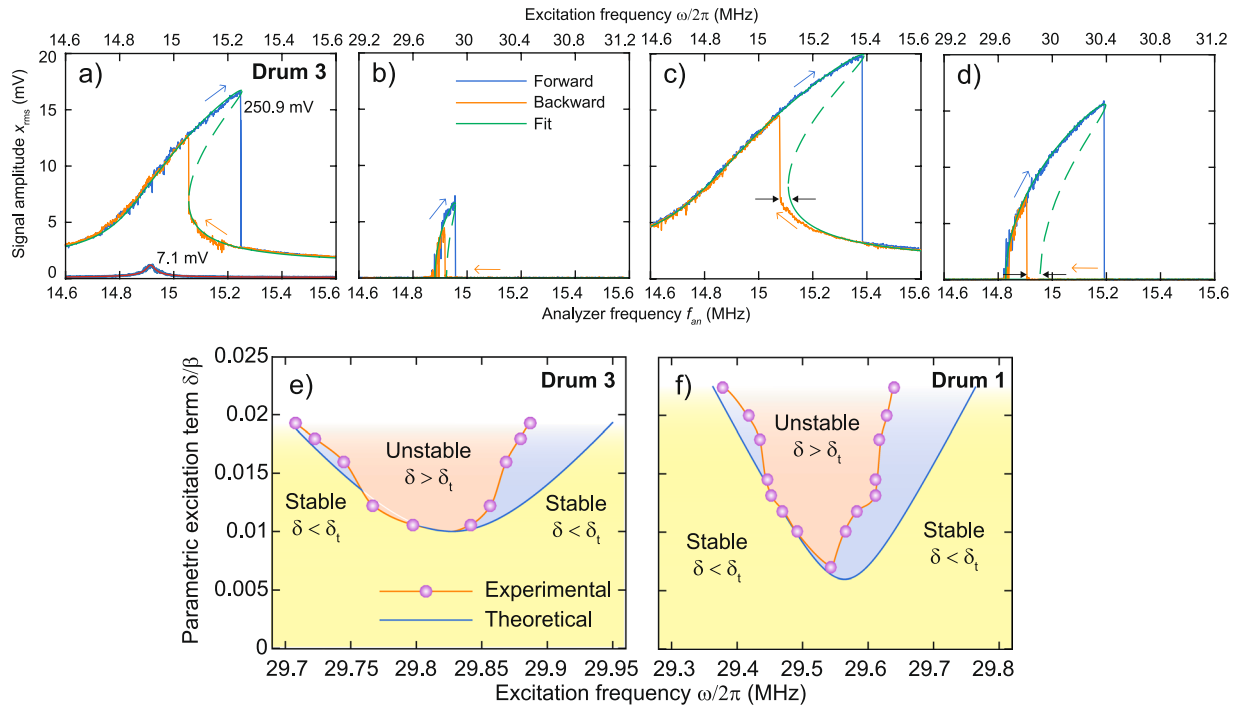 Excitation frequency ω/2π (MHz)
14.6 14.8 15 15.2 15.4 15.6 29.2 29.6 30 30.4 30.8 31.2 14.6 14.8 15 15.2 15.4 15.6 29.2 29.6 30 30.4 30.8 31.2
Signal amplitude x_rms (mV)
20
15
10
5
0
a) Drum 3
250.9 mV
7.1 mV
b)
Forward
Backward
Fit
c)
d)
14.6 14.8 15 15.2 15.4 15.6 14.6 14.8 15 15.2 15.4 15.6 14.6 14.8 15 15.2 15.4 15.6 14.6 14.8 15 15.2 15.4 15.6
Analyzer frequency f_an (MHz)
Parametric excitation term δ/β
0.025
0.02
0.015
0.01
0.005
0
e) Drum 3
Unstable
δ > δ_t
Stable
δ < δ_t
Stable
δ < δ_t
Experimental
Theoretical
29.7 29.75 29.8 29.85 29.9 29.95
f) Drum 1
Unstable
δ > δ_t
Stable
δ < δ_t
Stable
δ < δ_t
29.3 29.4 29.5 29.6 29.7 29.8
Excitation frequency ω/2π (MHz)